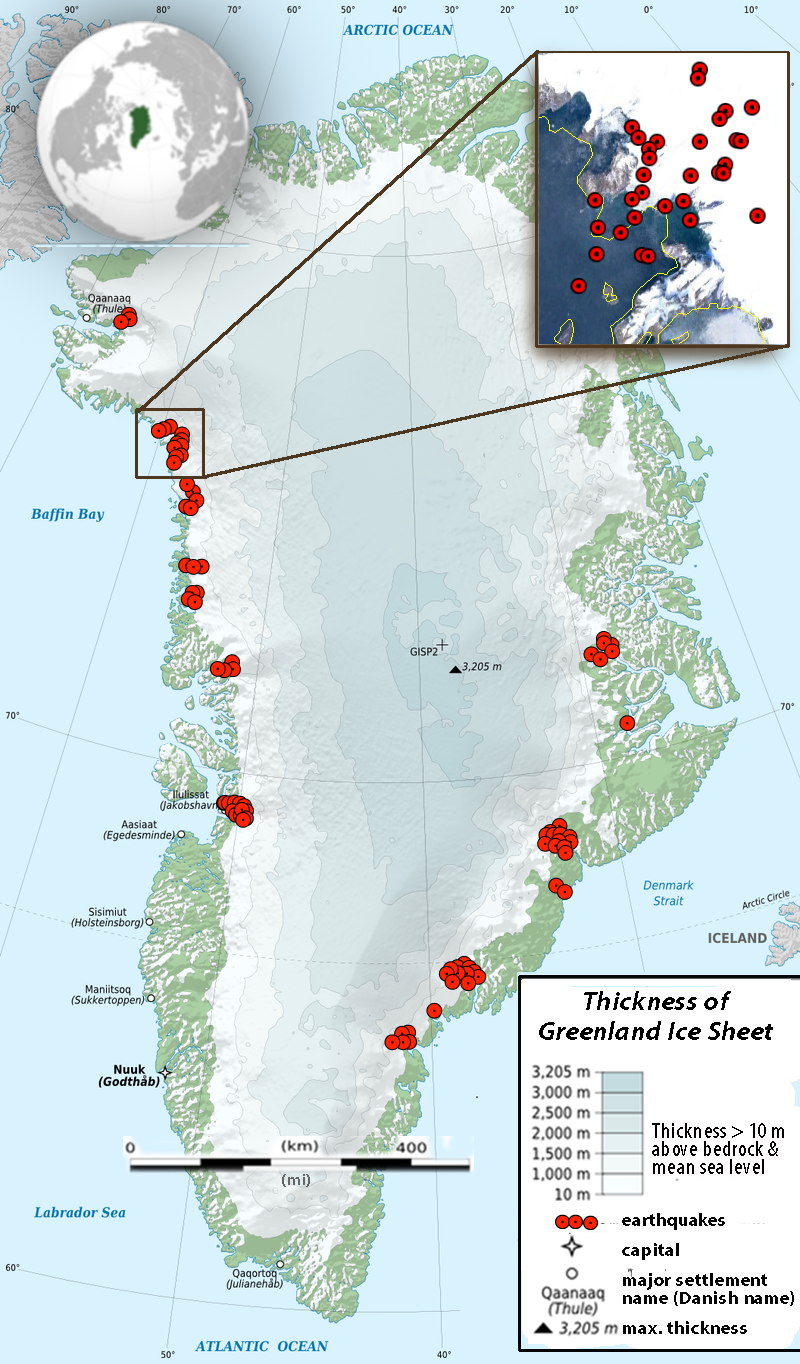 90°
80°
70°
60°
50°
40°
30°
20°
10°
0°
10°
ARCTIC OCEAN
80°
Qaanaaq
(Thule)
Baffin Bay
GISP2
3,205 m
70°
70°
Ilulissat
(Jakobshavn
Aasiaat
(Egedesminde)
Denmark
Strait
Arctic Circle
Sisimiut
(Holsteinsborg)
ICELAND
Maniitsoq
(Sukkertoppen)
Nuuk
(Godthåb)
0 (km) 400
(mi)
Labrador Sea
60°
Qaqortoq
(Julianehåb)
ATLANTIC OCEAN
50°
40°
Thickness of
Greenland Ice Sheet
3,205 m
3,000 m
2,500 m
2,000 m
1,500 m
1,000 m
10 m
Thickness > 10 m
above bedrock &
mean sea level
earthquakes
capital
Qaanaaq
(Thule)
major settlement
name (Danish name)
3,205 m max. thickness